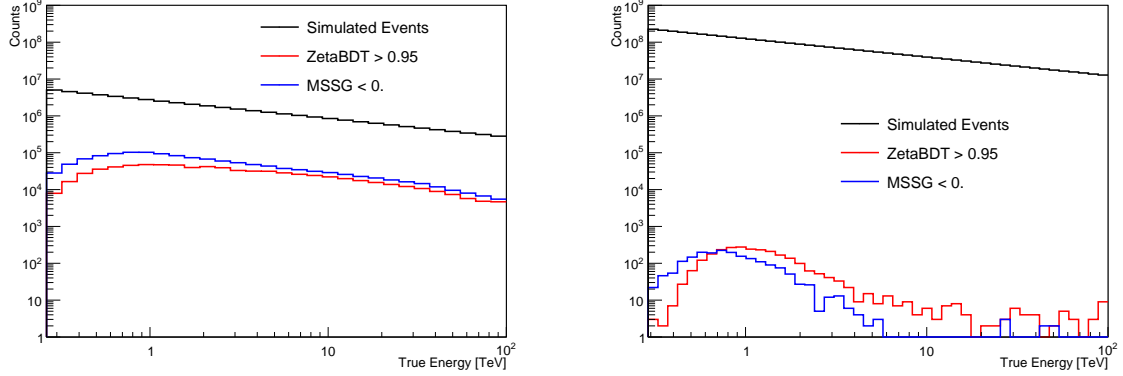 Counts
10⁹
10⁸
10⁷
10⁶
10⁵
10⁴
10³
10²
10
1
Simulated Events
ZetaBDT > 0.95
MSSG < 0.
1
10
10²
True Energy [TeV]
Counts
10⁹
10⁸
10⁷
10⁶
10⁵
10⁴
10³
10²
10
1
Simulated Events
ZetaBDT > 0.95
MSSG < 0.
1
10
10²
True Energy [TeV]